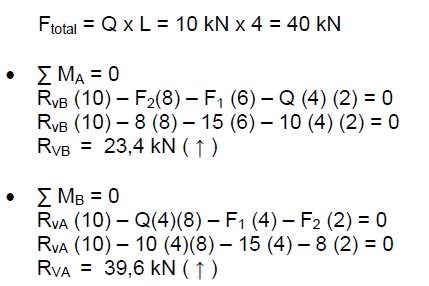 Ftotal = Q x L = 10 kN x 4 = 40 kN
• ∑ MA = 0
RvB (10) – F2(8) – F1 (6) – Q (4) (2) = 0
RvB (10) – 8 (8) – 15 (6) – 10 (4) (2) = 0
RVB = 23,4 kN ( ↑ )
• ∑ MB = 0
RvA (10) – Q(4)(8) – F1 (4) – F2 (2) = 0
RvA (10) – 10 (4)(8) – 15 (4) – 8 (2) = 0
RVA = 39,6 kN ( ↑ )